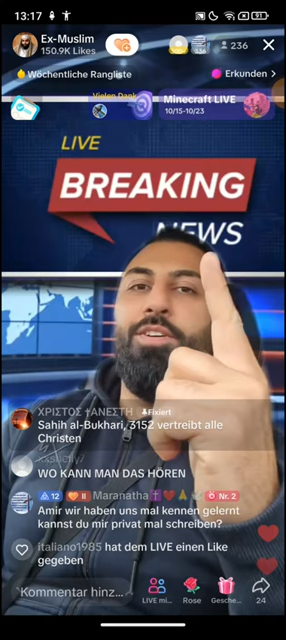 13:17
91
Ex-Muslim
150.9K Likes
236
Wöchentliche Rangliste
Erkunden >
Vielen Dank
Minecraft LIVE
10/15-10/23
LIVE
BREAKING
NEWS
ΧΡΙΣΤΟΣ ☦ΑΝΕΣΤΗ Fixiert
Sahih al-Bukhari, 3152 vertreibt alle
Christen
WO KANN MAN DAS HÖREN
12 II Maranatha Nr. 2
Amir wir haben uns mal kennen gelernt
kannst du mir privat mal schreiben?
italiano1985 hat dem LIVE einen Like
gegeben
Kommentar hinz...
LIVE mi...
Rose
Gesche...
24